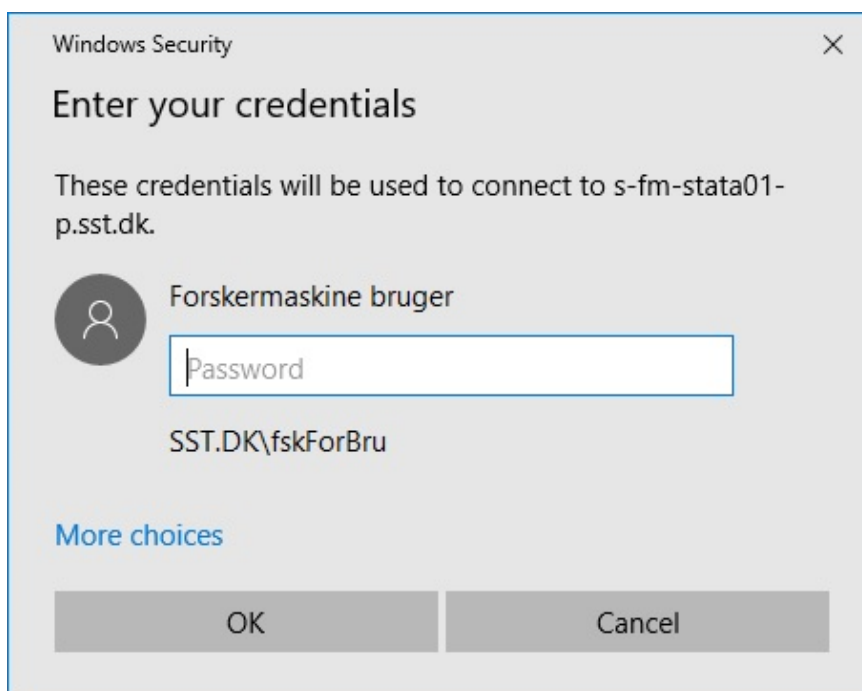 Windows Security
Enter your credentials
These credentials will be used to connect to s-fm-stata01-
p.sst.dk.
Forskermaskine bruger
Password
SST.DK\fskForBru
More choices
OK
Cancel